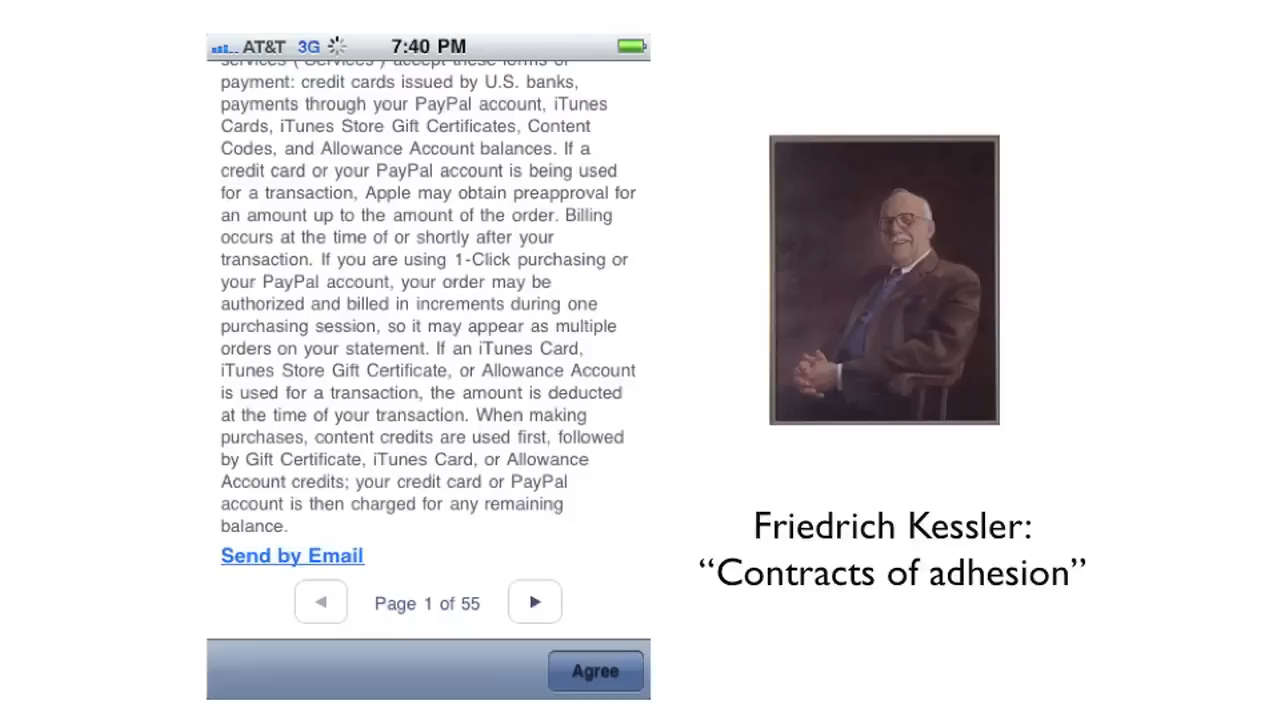 AT&T 3G 7:40 PM
services ("Services") accept these forms of
payment: credit cards issued by U.S. banks,
payments through your PayPal account, iTunes
Cards, iTunes Store Gift Certificates, Content
Codes, and Allowance Account balances. If a
credit card or your PayPal account is being used
for a transaction, Apple may obtain preapproval for
an amount up to the amount of the order. Billing
occurs at the time of or shortly after your
transaction. If you are using 1-Click purchasing or
your PayPal account, your order may be
authorized and billed in increments during one
purchasing session, so it may appear as multiple
orders on your statement. If an iTunes Card,
iTunes Store Gift Certificate, or Allowance Account
is used for a transaction, the amount is deducted
at the time of your transaction. When making
purchases, content credits are used first, followed
by Gift Certificate, iTunes Card, or Allowance
Account credits; your credit card or PayPal
account is then charged for any remaining
balance.
Send by Email
Page 1 of 55
Agree
Friedrich Kessler:
“Contracts of adhesion”